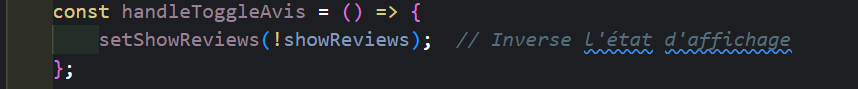 const handleToggleAvis = () => {
setShowReviews(!showReviews); // Inverse l'état d'affichage
};